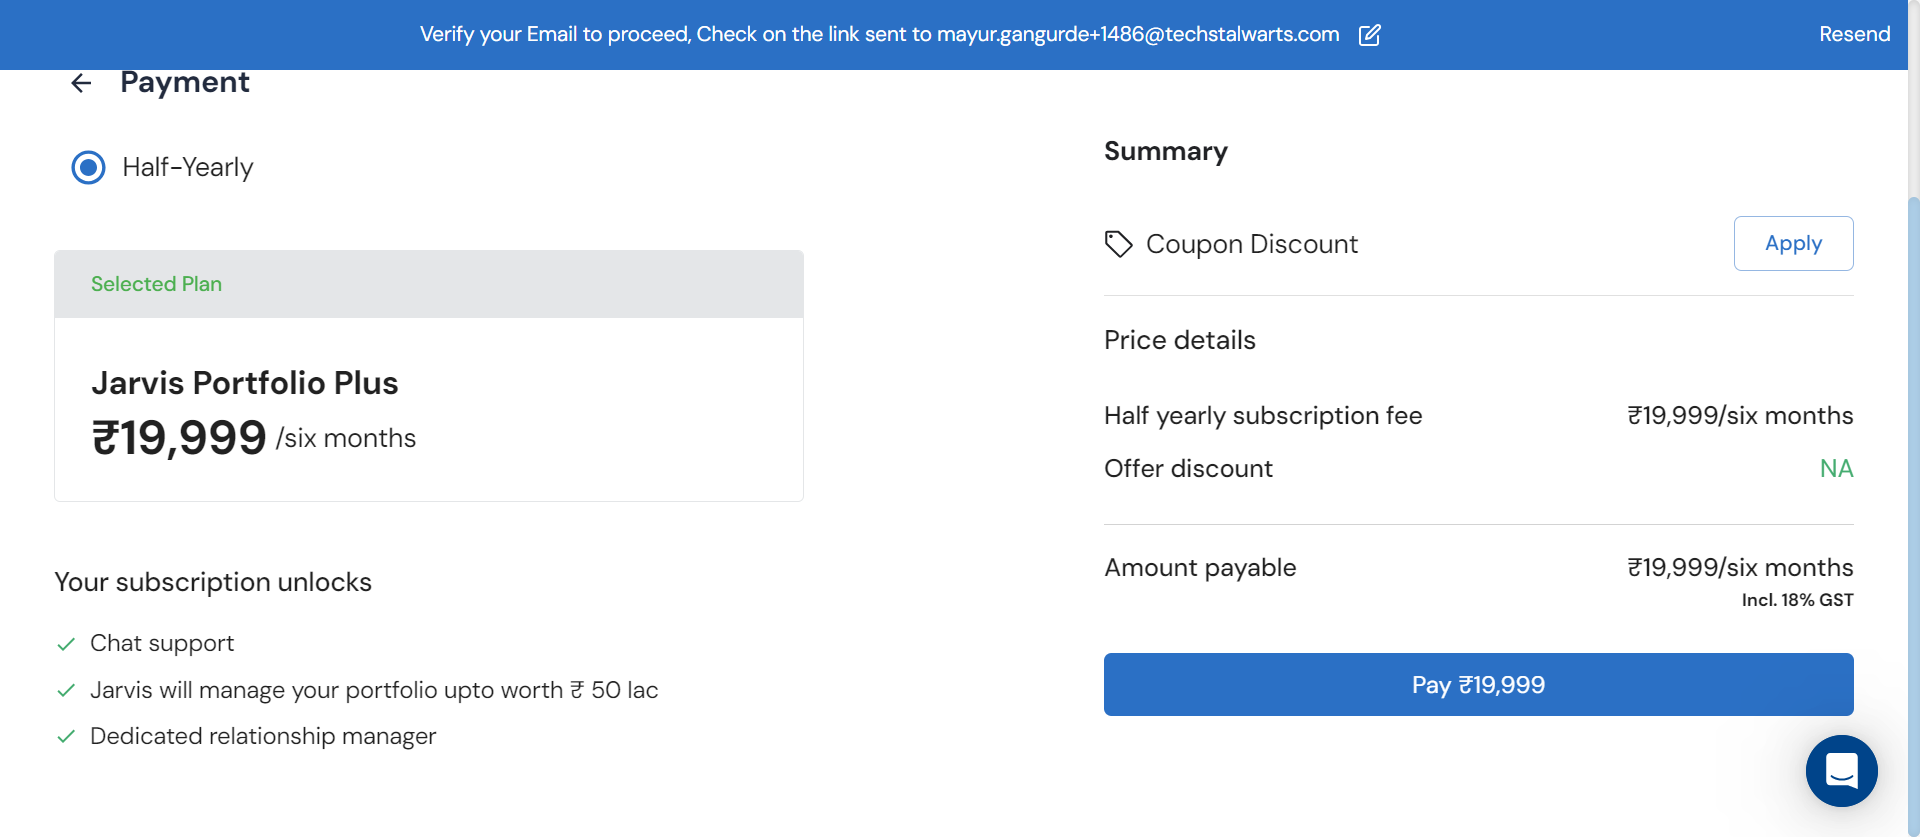 Verify your Email to proceed, Check on the link sent to mayur.gangurde+1486@techstalwarts.com
Resend
Payment
Half-Yearly
Selected Plan
Jarvis Portfolio Plus
₹19,999 /six months
Your subscription unlocks
Chat support
Jarvis will manage your portfolio upto worth ₹ 50 lac
Dedicated relationship manager
Summary
Coupon Discount
Apply
Price details
Half yearly subscription fee ₹19,999/six months
Offer discount NA
Amount payable ₹19,999/six months
Incl. 18% GST
Pay ₹19,999